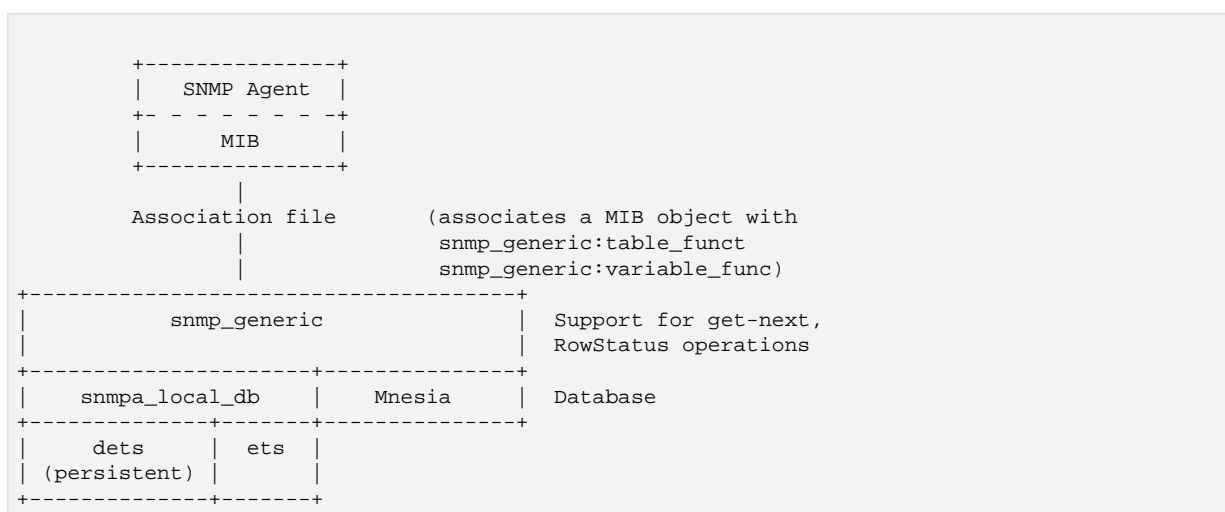 SNMP Agent
MIB
Association file (associates a MIB object with
snmp_generic:table_funct
snmp_generic:variable_func)
snmp_generic Support for get-next,
RowStatus operations
snmpa_local_db Mnesia Database
dets ets
(persistent)